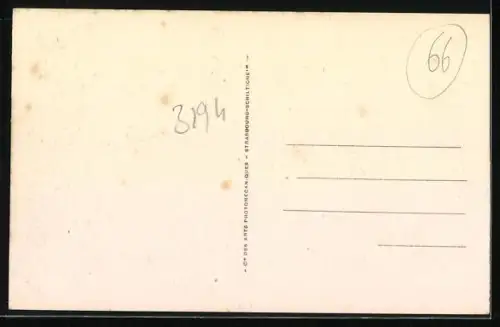 3194
66
- Cie DES ARTS PHOTOMECANIQUES - STRASBOURG-SCHILTIGHEIM -